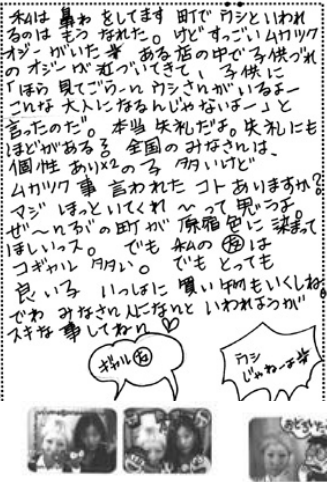 私は鼻わをしてます 町でウシといわれ
るのはもうなれた。けどすっごいムカツク
オジーがいた ある店の中で子供づれ
のオジーが近づいてきて、子供に
「ほら見てごらーんウシさんがいるよー
こんな大人になるんじゃないよー」と
言ったのだ。本当失礼だよ。失礼にも
ほどがある 全国のみなさんは、
個性あり×2の子多いけど
ムカツク事言われたコトありますか?
マジほっといてくれ〜って思うよ。
ぜ〜んぶの町が原宿色に染まって
ほしいっス。でも私の友は
コギャルタタい。でもとっても
良い子 いっしょに買い物もいくしね。
でわみなさん人になんといわれようが
スキな事してねり♡
ギャル友
ウシ
じゃねーよ